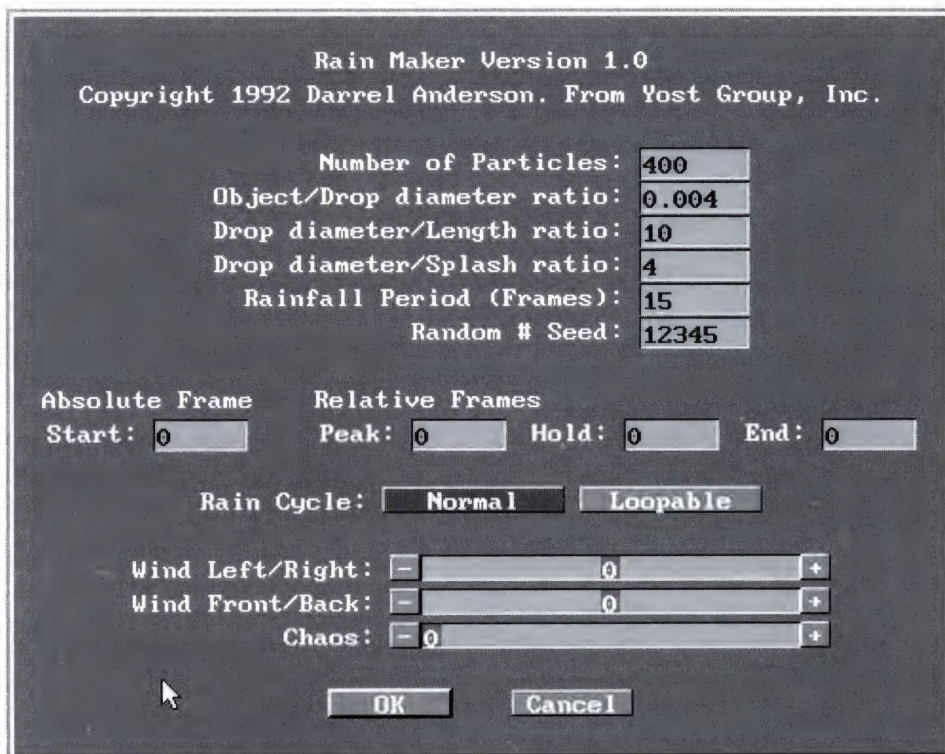 Rain Maker Version 1.0
Copyright 1992 Darrel Anderson. From Yost Group, Inc.
Number of Particles: 400
Object/Drop diameter ratio: 0.004
Drop diameter/Length ratio: 10
Drop diameter/Splash ratio: 4
Rainfall Period (Frames): 15
Random # Seed: 12345
Absolute Frame Relative Frames
Start: 0 Peak: 0 Hold: 0 End: 0
Rain Cycle: Normal Loopable
Wind Left/Right: - 0 +
Wind Front/Back: - 0 +
Chaos: - 0 +
OK Cancel